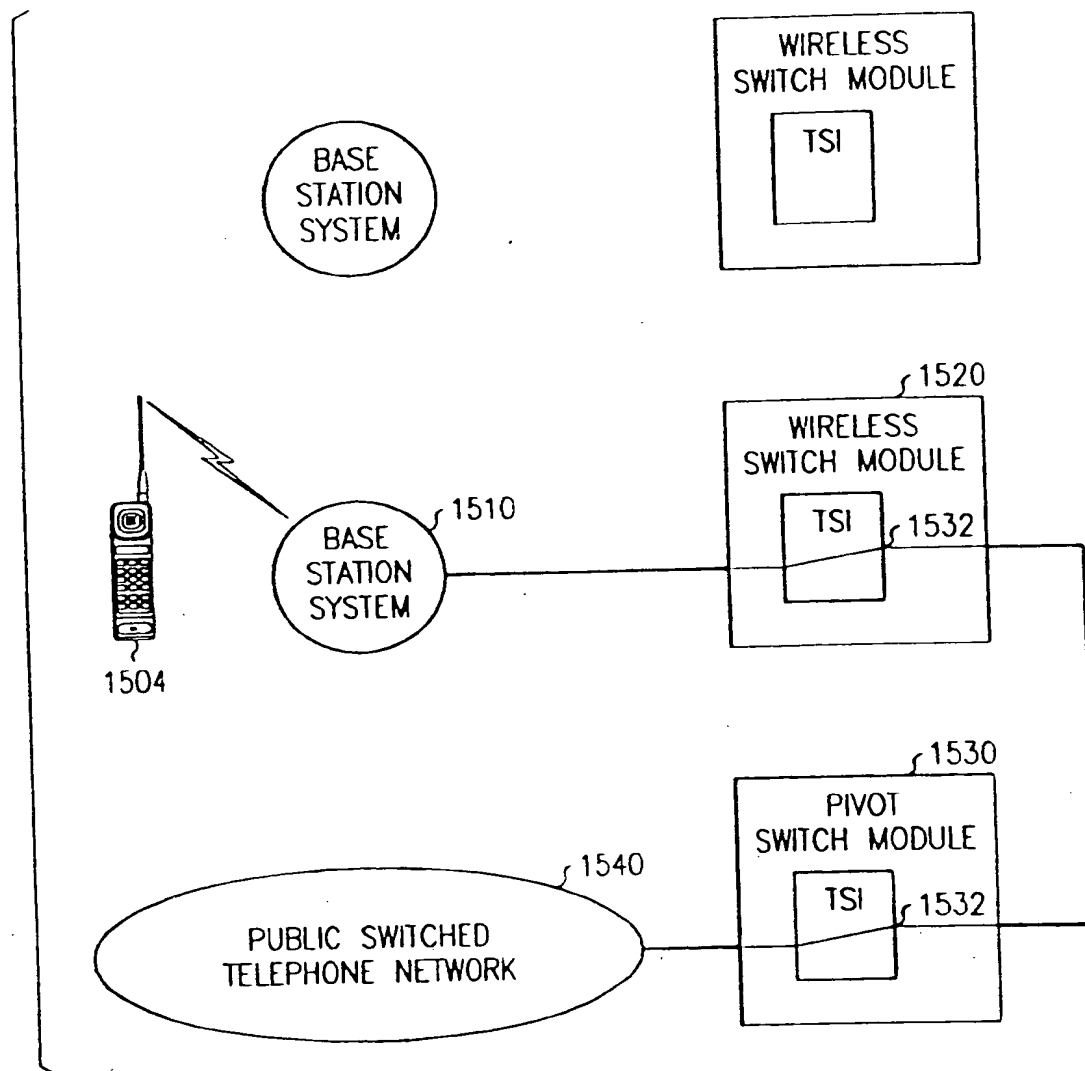 WIRELESS
SWITCH MODULE
TSI
BASE
STATION
SYSTEM
1520
WIRELESS
SWITCH MODULE
TSI
1532
1510
BASE
STATION
SYSTEM
1504
1530
PIVOT
SWITCH MODULE
TSI
1532
1540
PUBLIC SWITCHED
TELEPHONE NETWORK